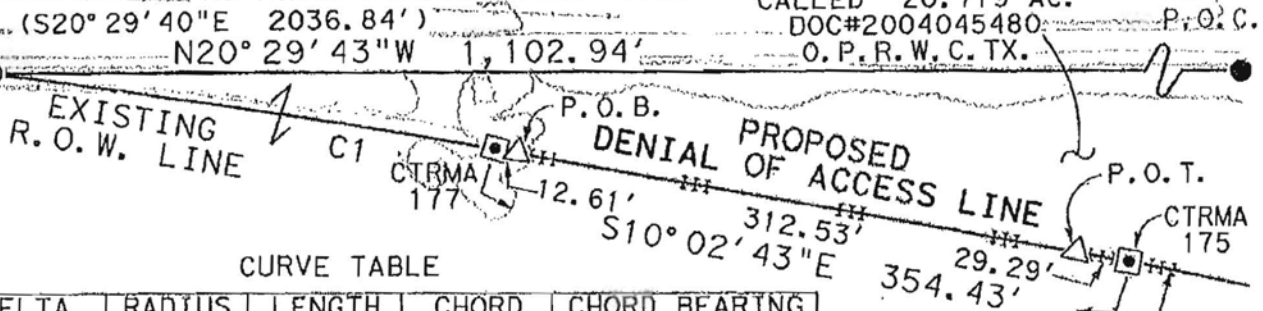 (S20°29'40"E 2036.84')
N20°29'43"W 1,102.94'
DOC#2004045480
O.P.R.W.C.TX.
P.O.C.
EXISTING
R.O.W. LINE
C1
CTRMA
177
P.O.B.
12.61'
PROPOSED
DENIAL OF ACCESS LINE
312.53'
S10°02'43"E
29.29'
354.43'
P.O.T.
CTRMA
175
CURVE TABLE
RADIUS LENGTH CHORD CHORD BEARING